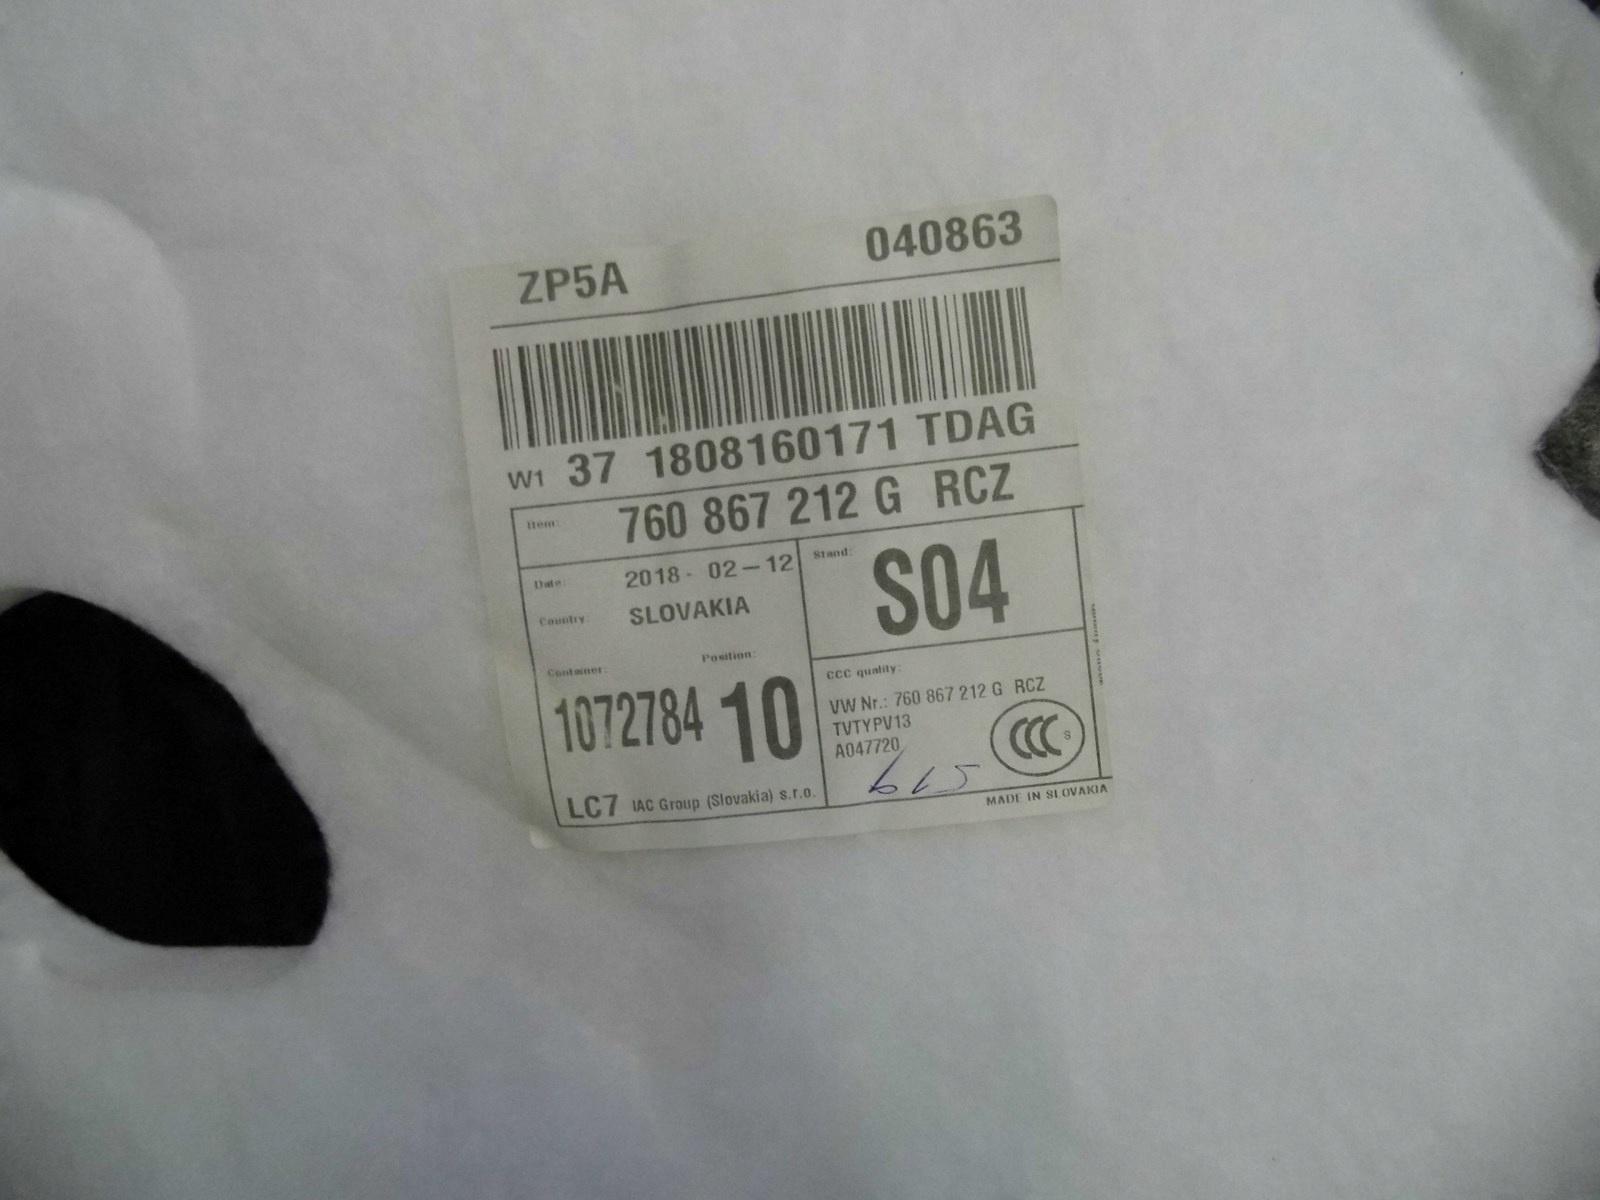 ZP5A 040863
W1 37 1808160171 TDAG
Item: 760 867 212 G RCZ
Date: 2018- 02-12
Country: SLOVAKIA
Stand: S04
Container: Position:
1072784 10
LC7 IAC Group (Slovakia) s.r.o.
CCC quality:
VW Nr.: 760 867 212 G RCZ
TVTYPV13
A047720
CCC S
615
MADE IN SLOVAKIA